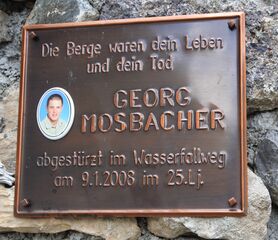 Die Berge waren dein Leben
und dein Tod
GEORG
MOSBACHER
abgestürzt im Wasserfallweg
am 9.1.2008 im 25.Lj.